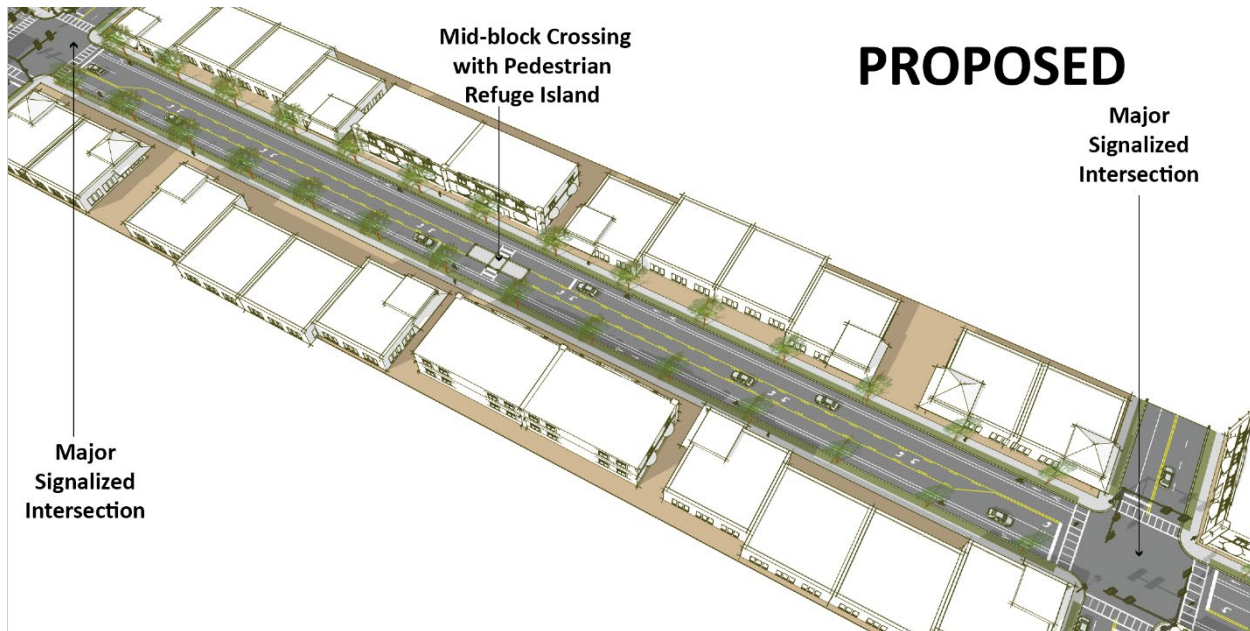 Mid-block Crossing
with Pedestrian
Refuge Island
PROPOSED
Major
Signalized
Intersection
Major
Signalized
Intersection